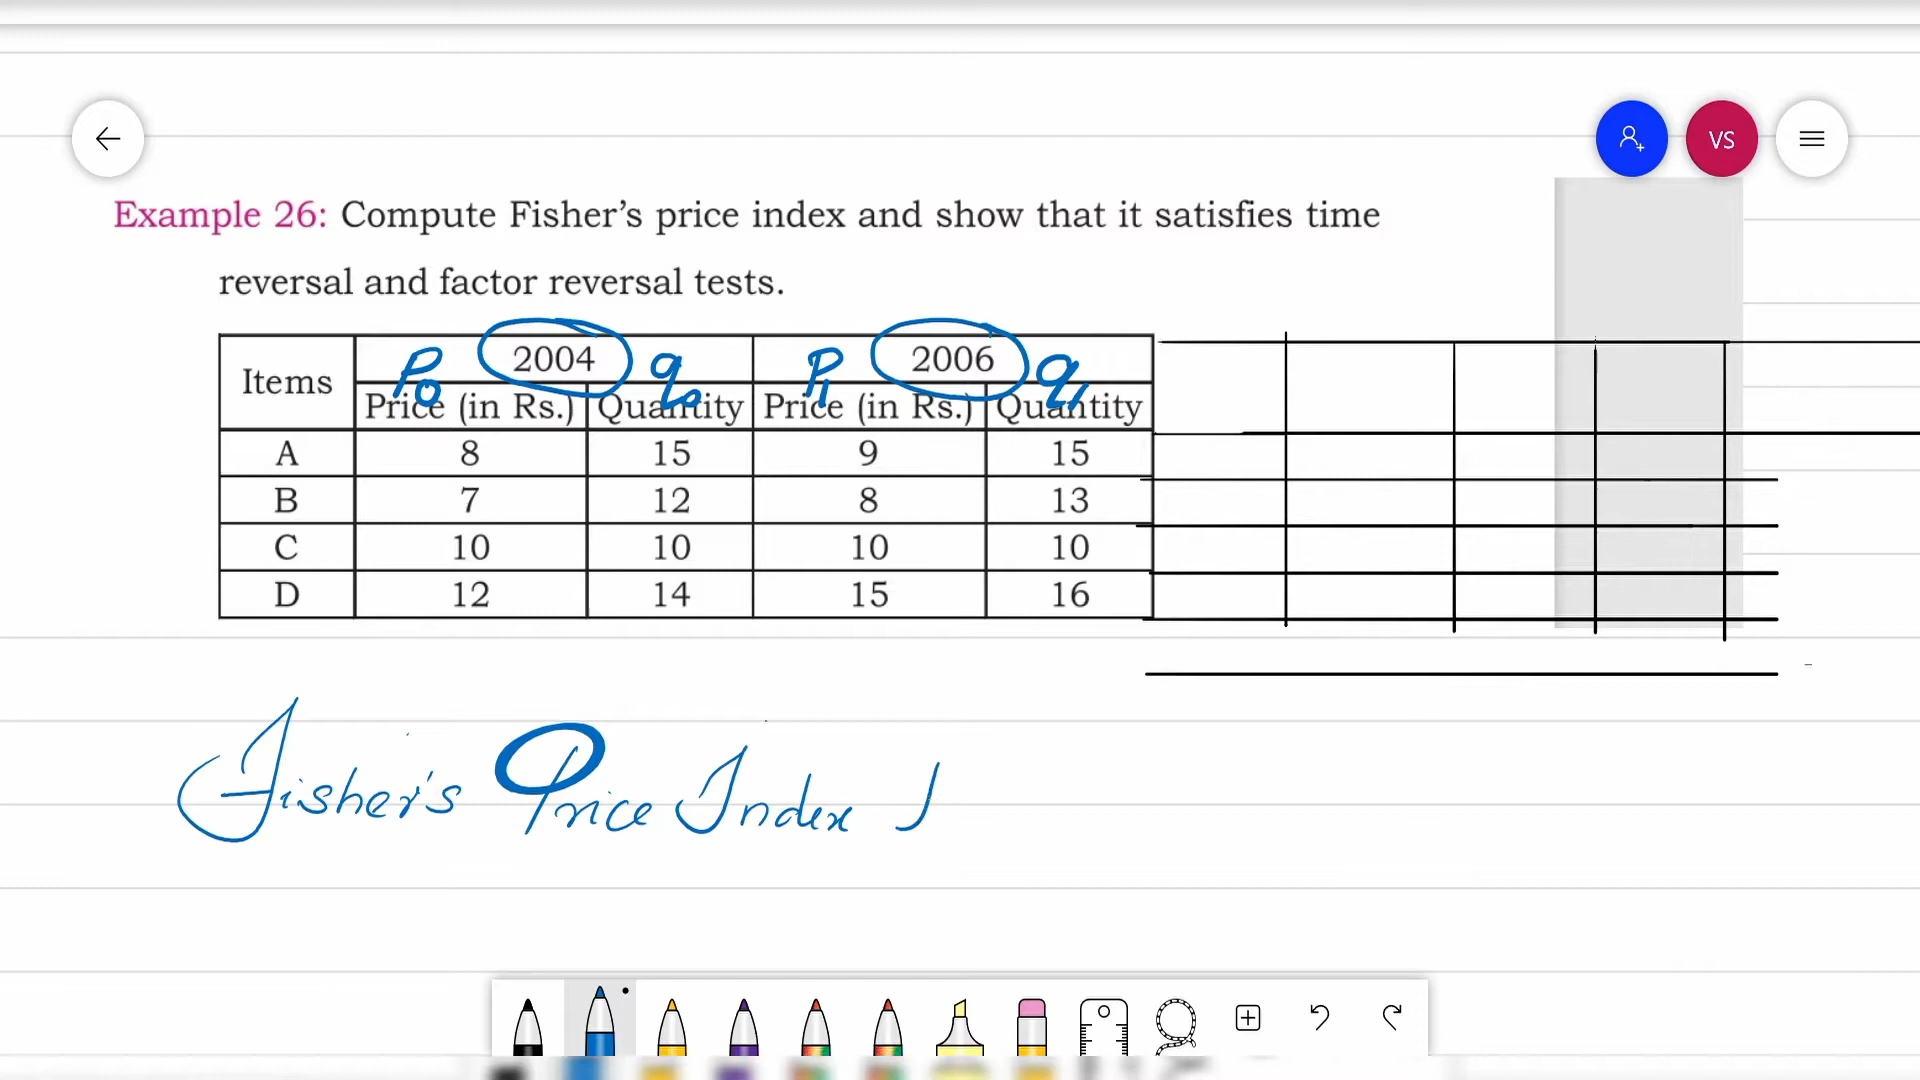 VS
Example 26: Compute Fisher's price index and show that it satisfies time
reversal and factor reversal tests.
Items P0 2004 q0 P1 2006 q1
Price (in Rs.) Quantity Price (in Rs.) Quantity
A 8 15 9 15
B 7 12 8 13
C 10 10 10 10
D 12 14 15 16
Fisher's Price Index